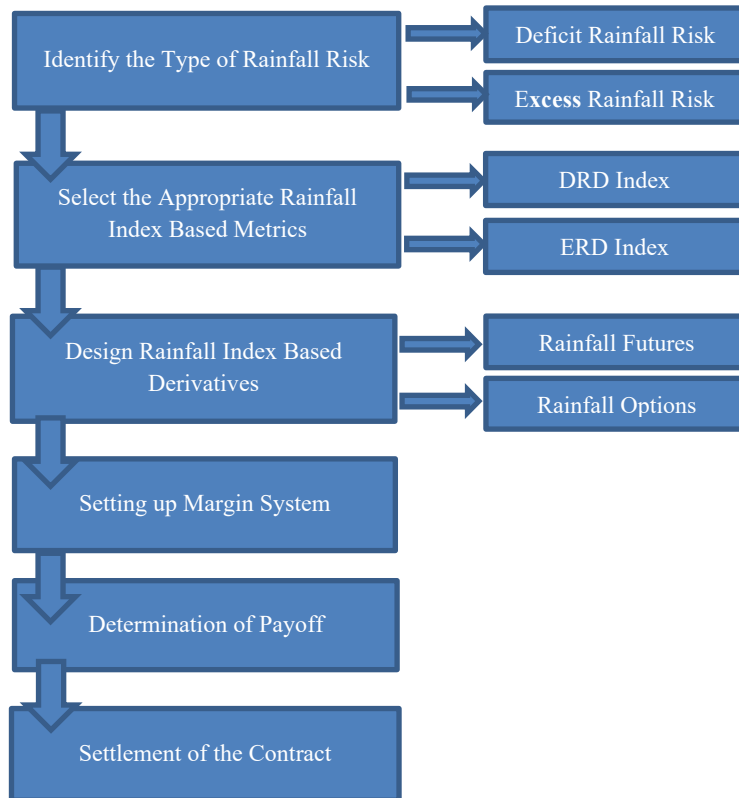 Identify the Type of Rainfall Risk
Deficit Rainfall Risk
Excess Rainfall Risk
Select the Appropriate Rainfall
Index Based Metrics
DRD Index
ERD Index
Design Rainfall Index Based
Derivatives
Rainfall Futures
Rainfall Options
Setting up Margin System
Determination of Payoff
Settlement of the Contract